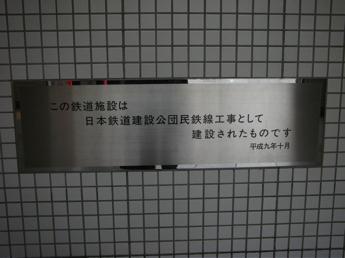 この鉄道施設は
日本鉄道建設公団民鉄線工事として
建設されたものです
平成九年十月